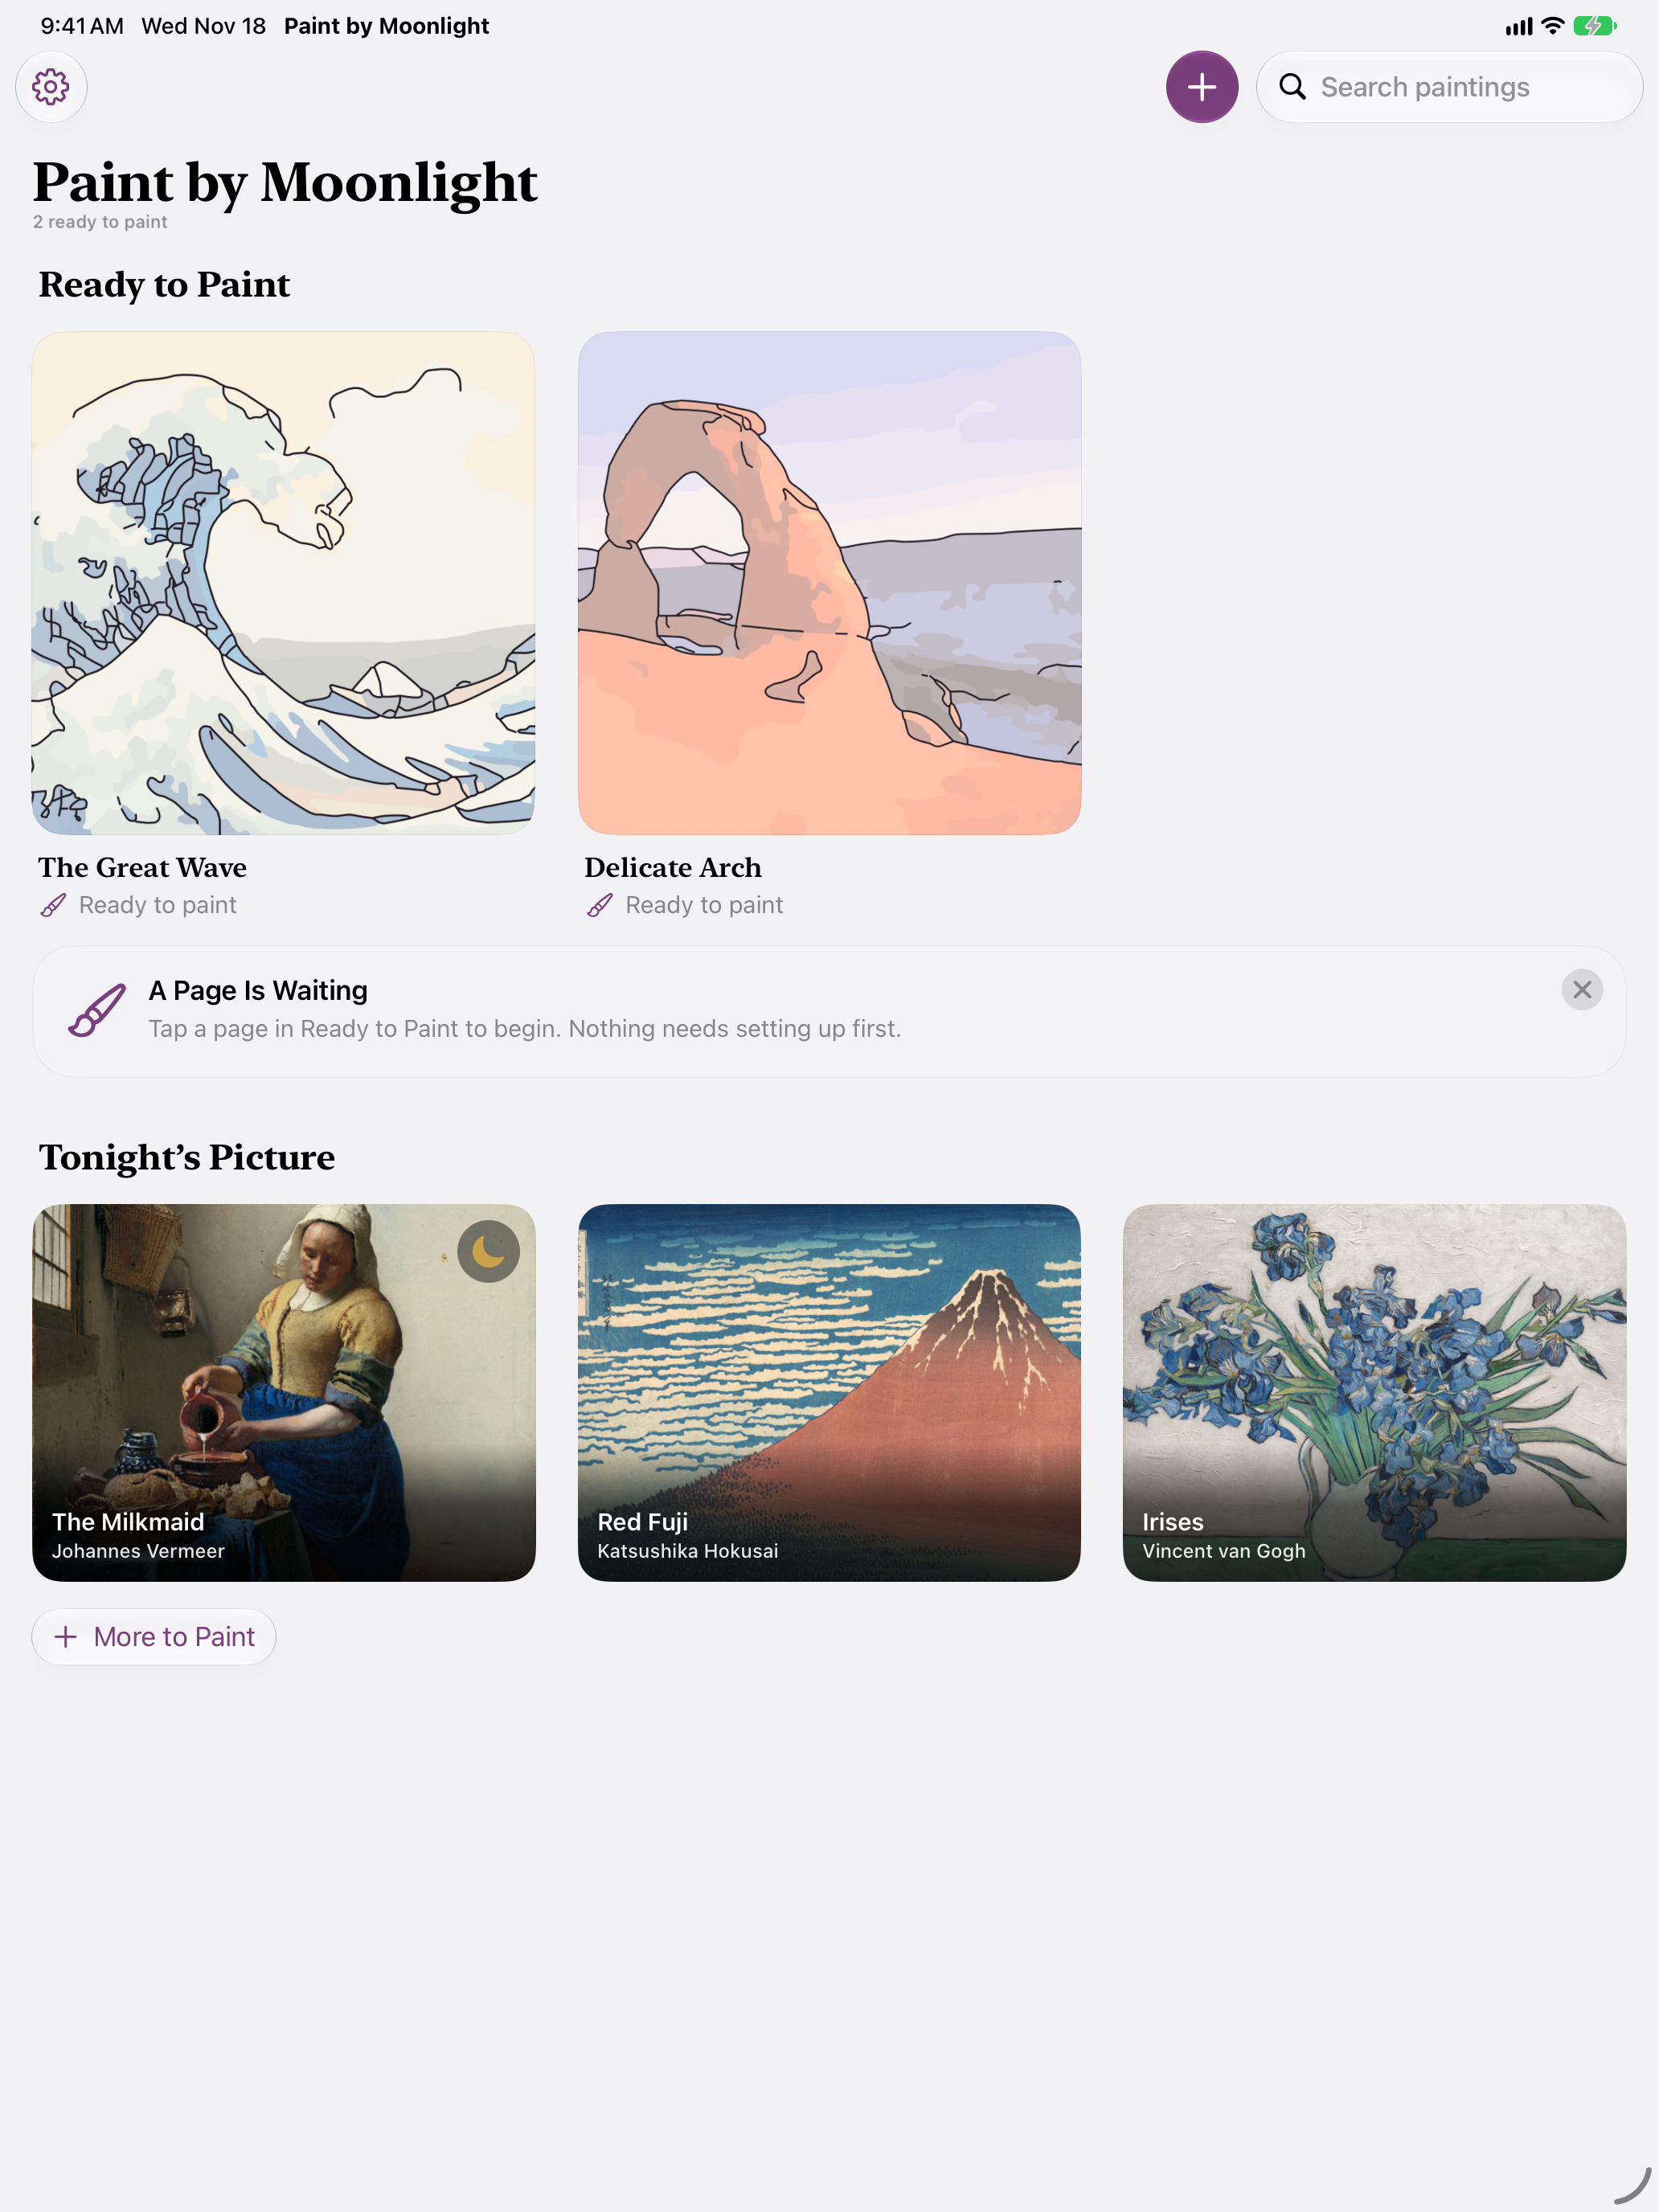 9:41 AM Wed Nov 18 Paint by Moonlight
Search paintings
Paint by Moonlight
2 ready to paint
Ready to Paint
The Great Wave
Ready to paint
Delicate Arch
Ready to paint
A Page Is Waiting
Tap a page in Ready to Paint to begin. Nothing needs setting up first.
Tonight’s Picture
The Milkmaid
Johannes Vermeer
Red Fuji
Katsushika Hokusai
Irises
Vincent van Gogh
More to Paint